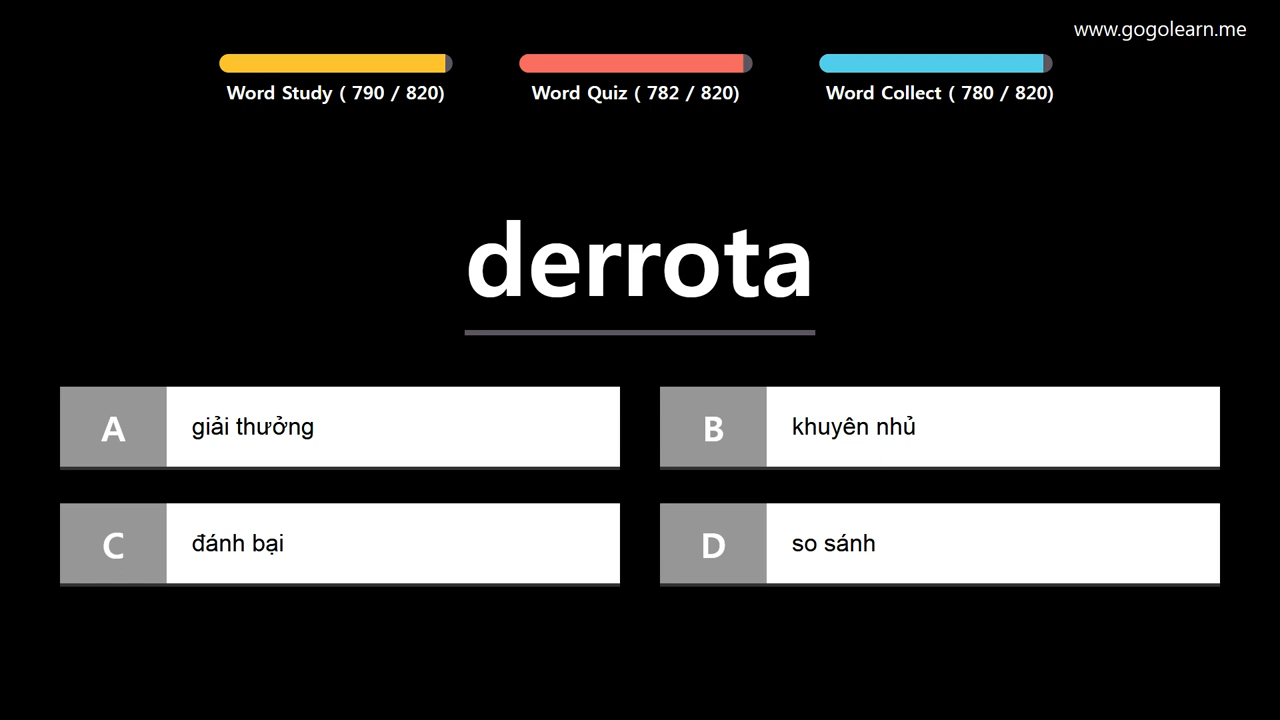 www.gogolearn.me
Word Study ( 790 / 820)
Word Quiz ( 782 / 820)
Word Collect ( 780 / 820)
derrota
A giải thưởng
B khuyên nhủ
C đánh bại
D so sánh